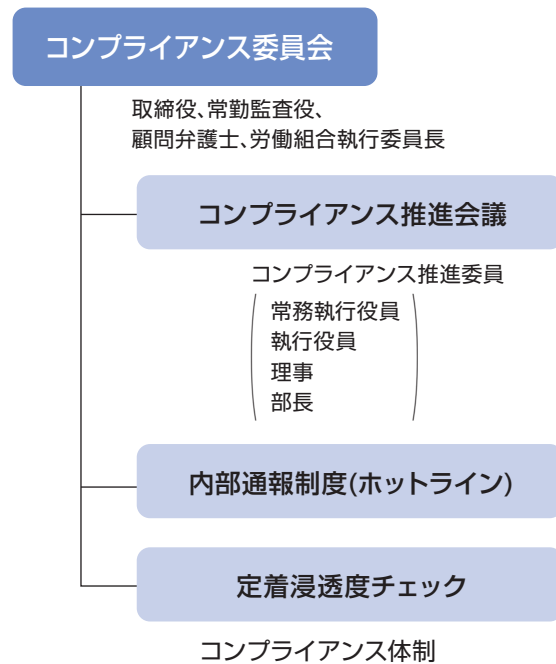 コンプライアンス委員会
取締役、常勤監査役、
顧問弁護士、労働組合執行委員長
コンプライアンス推進会議
コンプライアンス推進委員
常務執行役員
執行役員
理事
部長
内部通報制度(ホットライン)
定着浸透度チェック
コンプライアンス体制